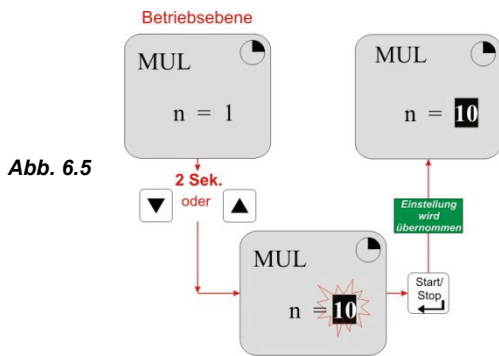 Betriebsebene
MUL
n = 1
Abb. 6.5
2 Sek.
oder
MUL
n = 10
Start/
Stop
Einstellung
wird
übernommen
MUL
n = 10